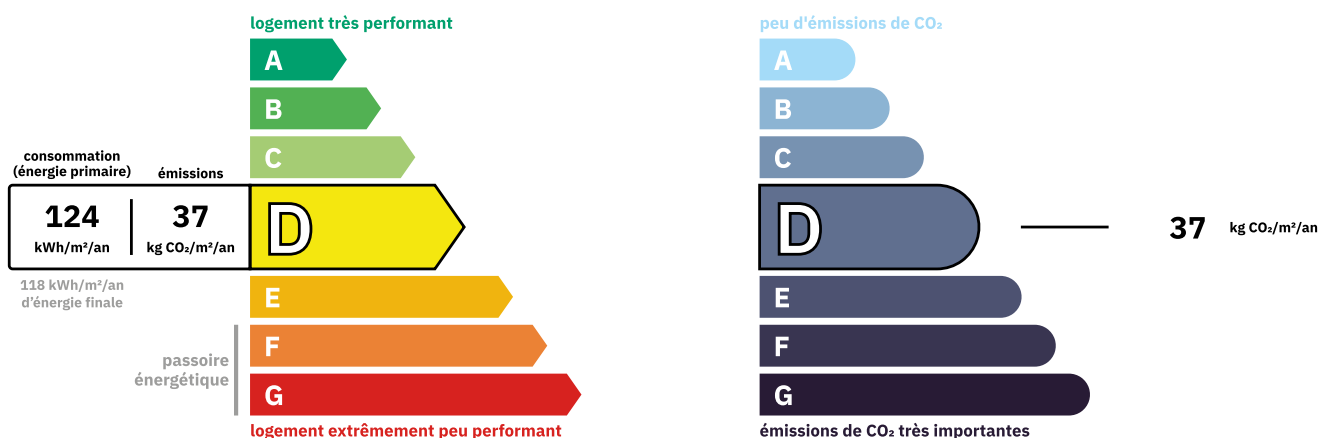 logement très performant
A
B
C
consommation
(énergie primaire)
émissions
124
kWh/m²/an
37
kg CO₂/m²/an
D
118 kWh/m²/an
d'énergie finale
E
F
passoire
énergétique
G
logement extrêmement peu performant
peu d'émissions de CO₂
A
B
C
D
37 kg CO₂/m²/an
E
F
G
émissions de CO₂ très importantes